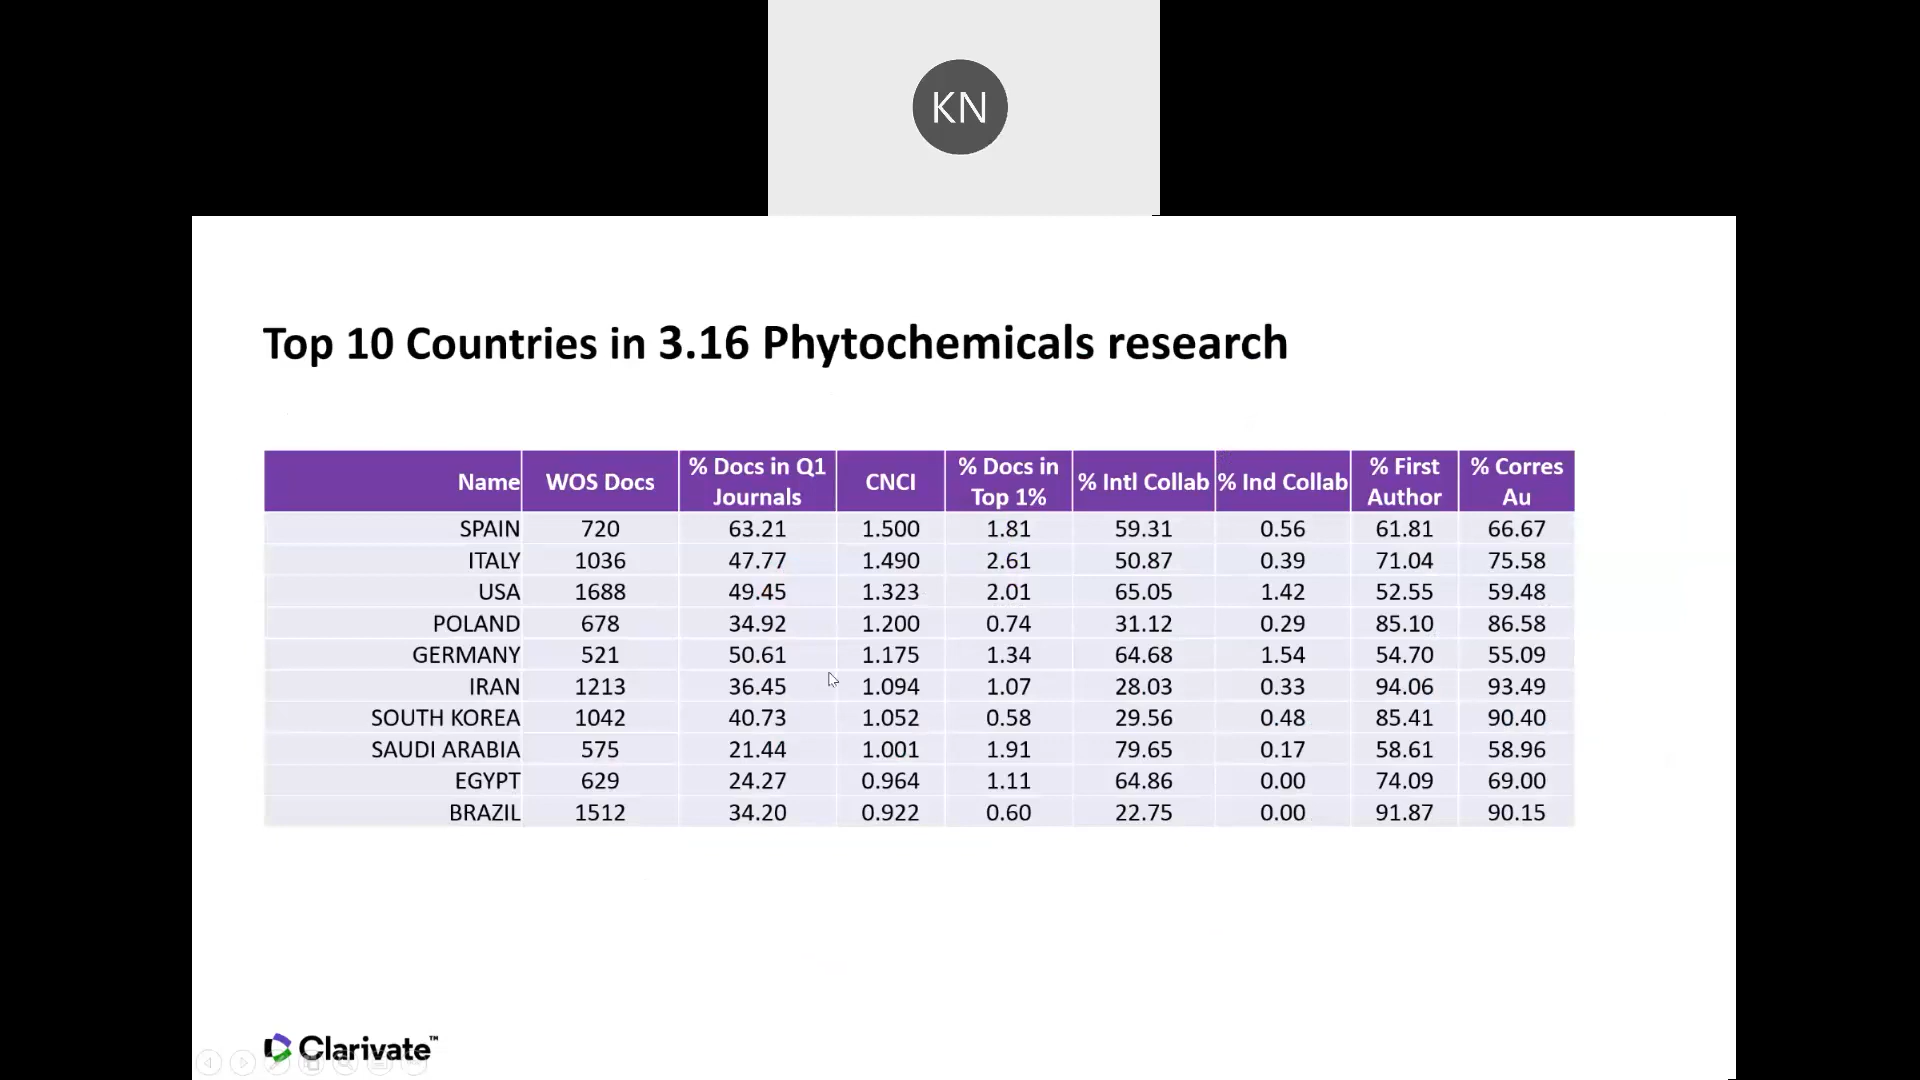 KN
Top 10 Countries in 3.16 Phytochemicals research
Name WOS Docs % Docs in Q1 Journals CNCI % Docs in Top 1% % Intl Collab % Ind Collab % First Author % Corres Au
SPAIN 720 63.21 1.500 1.81 59.31 0.56 61.81 66.67
ITALY 1036 47.77 1.490 2.61 50.87 0.39 71.04 75.58
USA 1688 49.45 1.323 2.01 65.05 1.42 52.55 59.48
POLAND 678 34.92 1.200 0.74 31.12 0.29 85.10 86.58
GERMANY 521 50.61 1.175 1.34 64.68 1.54 54.70 55.09
IRAN 1213 36.45 1.094 1.07 28.03 0.33 94.06 93.49
SOUTH KOREA 1042 40.73 1.052 0.58 29.56 0.48 85.41 90.40
SAUDI ARABIA 575 21.44 1.001 1.91 79.65 0.17 58.61 58.96
EGYPT 629 24.27 0.964 1.11 64.86 0.00 74.09 69.00
BRAZIL 1512 34.20 0.922 0.60 22.75 0.00 91.87 90.15
Clarivate™